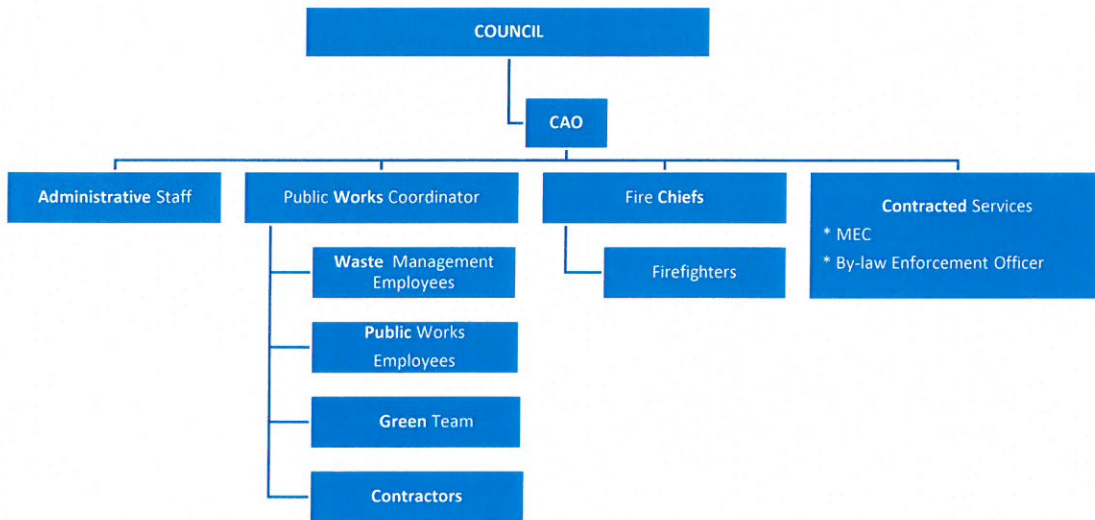 COUNCIL
CAO
Administrative Staff
Public Works Coordinator
Waste Management
Employees
Public Works
Employees
Green Team
Contractors
Fire Chiefs
Firefighters
Contracted Services
* MEC
* By-law Enforcement Officer